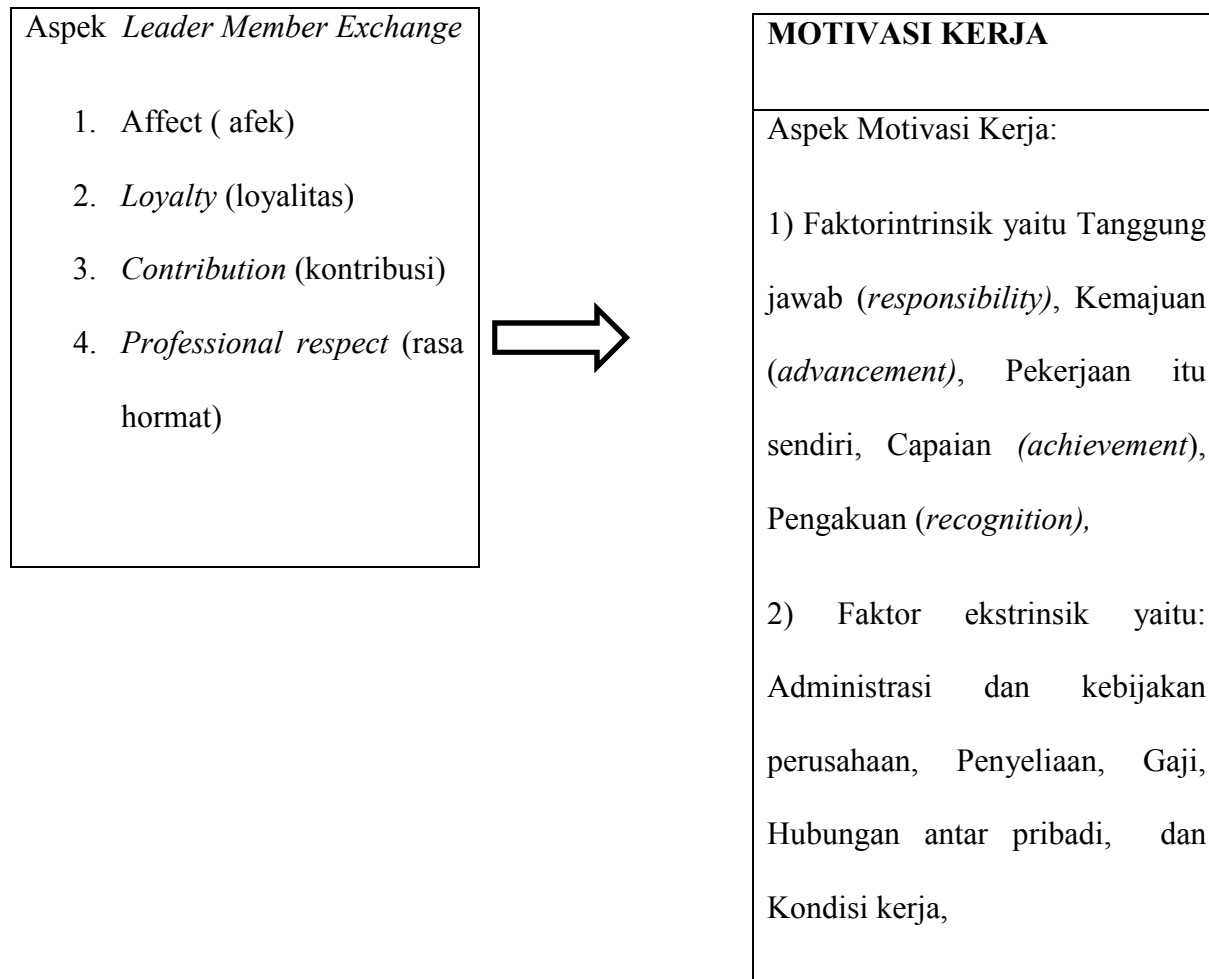 Aspek Leader Member Exchange
1. Affect ( afek)
2. Loyalty (loyalitas)
3. Contribution (kontribusi)
4. Professional respect (rasa
hormat)
MOTIVASI KERJA
Aspek Motivasi Kerja:
1) Faktorintrinsik yaitu Tanggung
jawab (responsibility), Kemajuan
(advancement), Pekerjaan itu
sendiri, Capaian (achievement),
Pengakuan (recognition),
2) Faktor ekstrinsik yaitu:
Administrasi dan kebijakan
perusahaan, Penyeliaan, Gaji,
Hubungan antar pribadi, dan
Kondisi kerja,